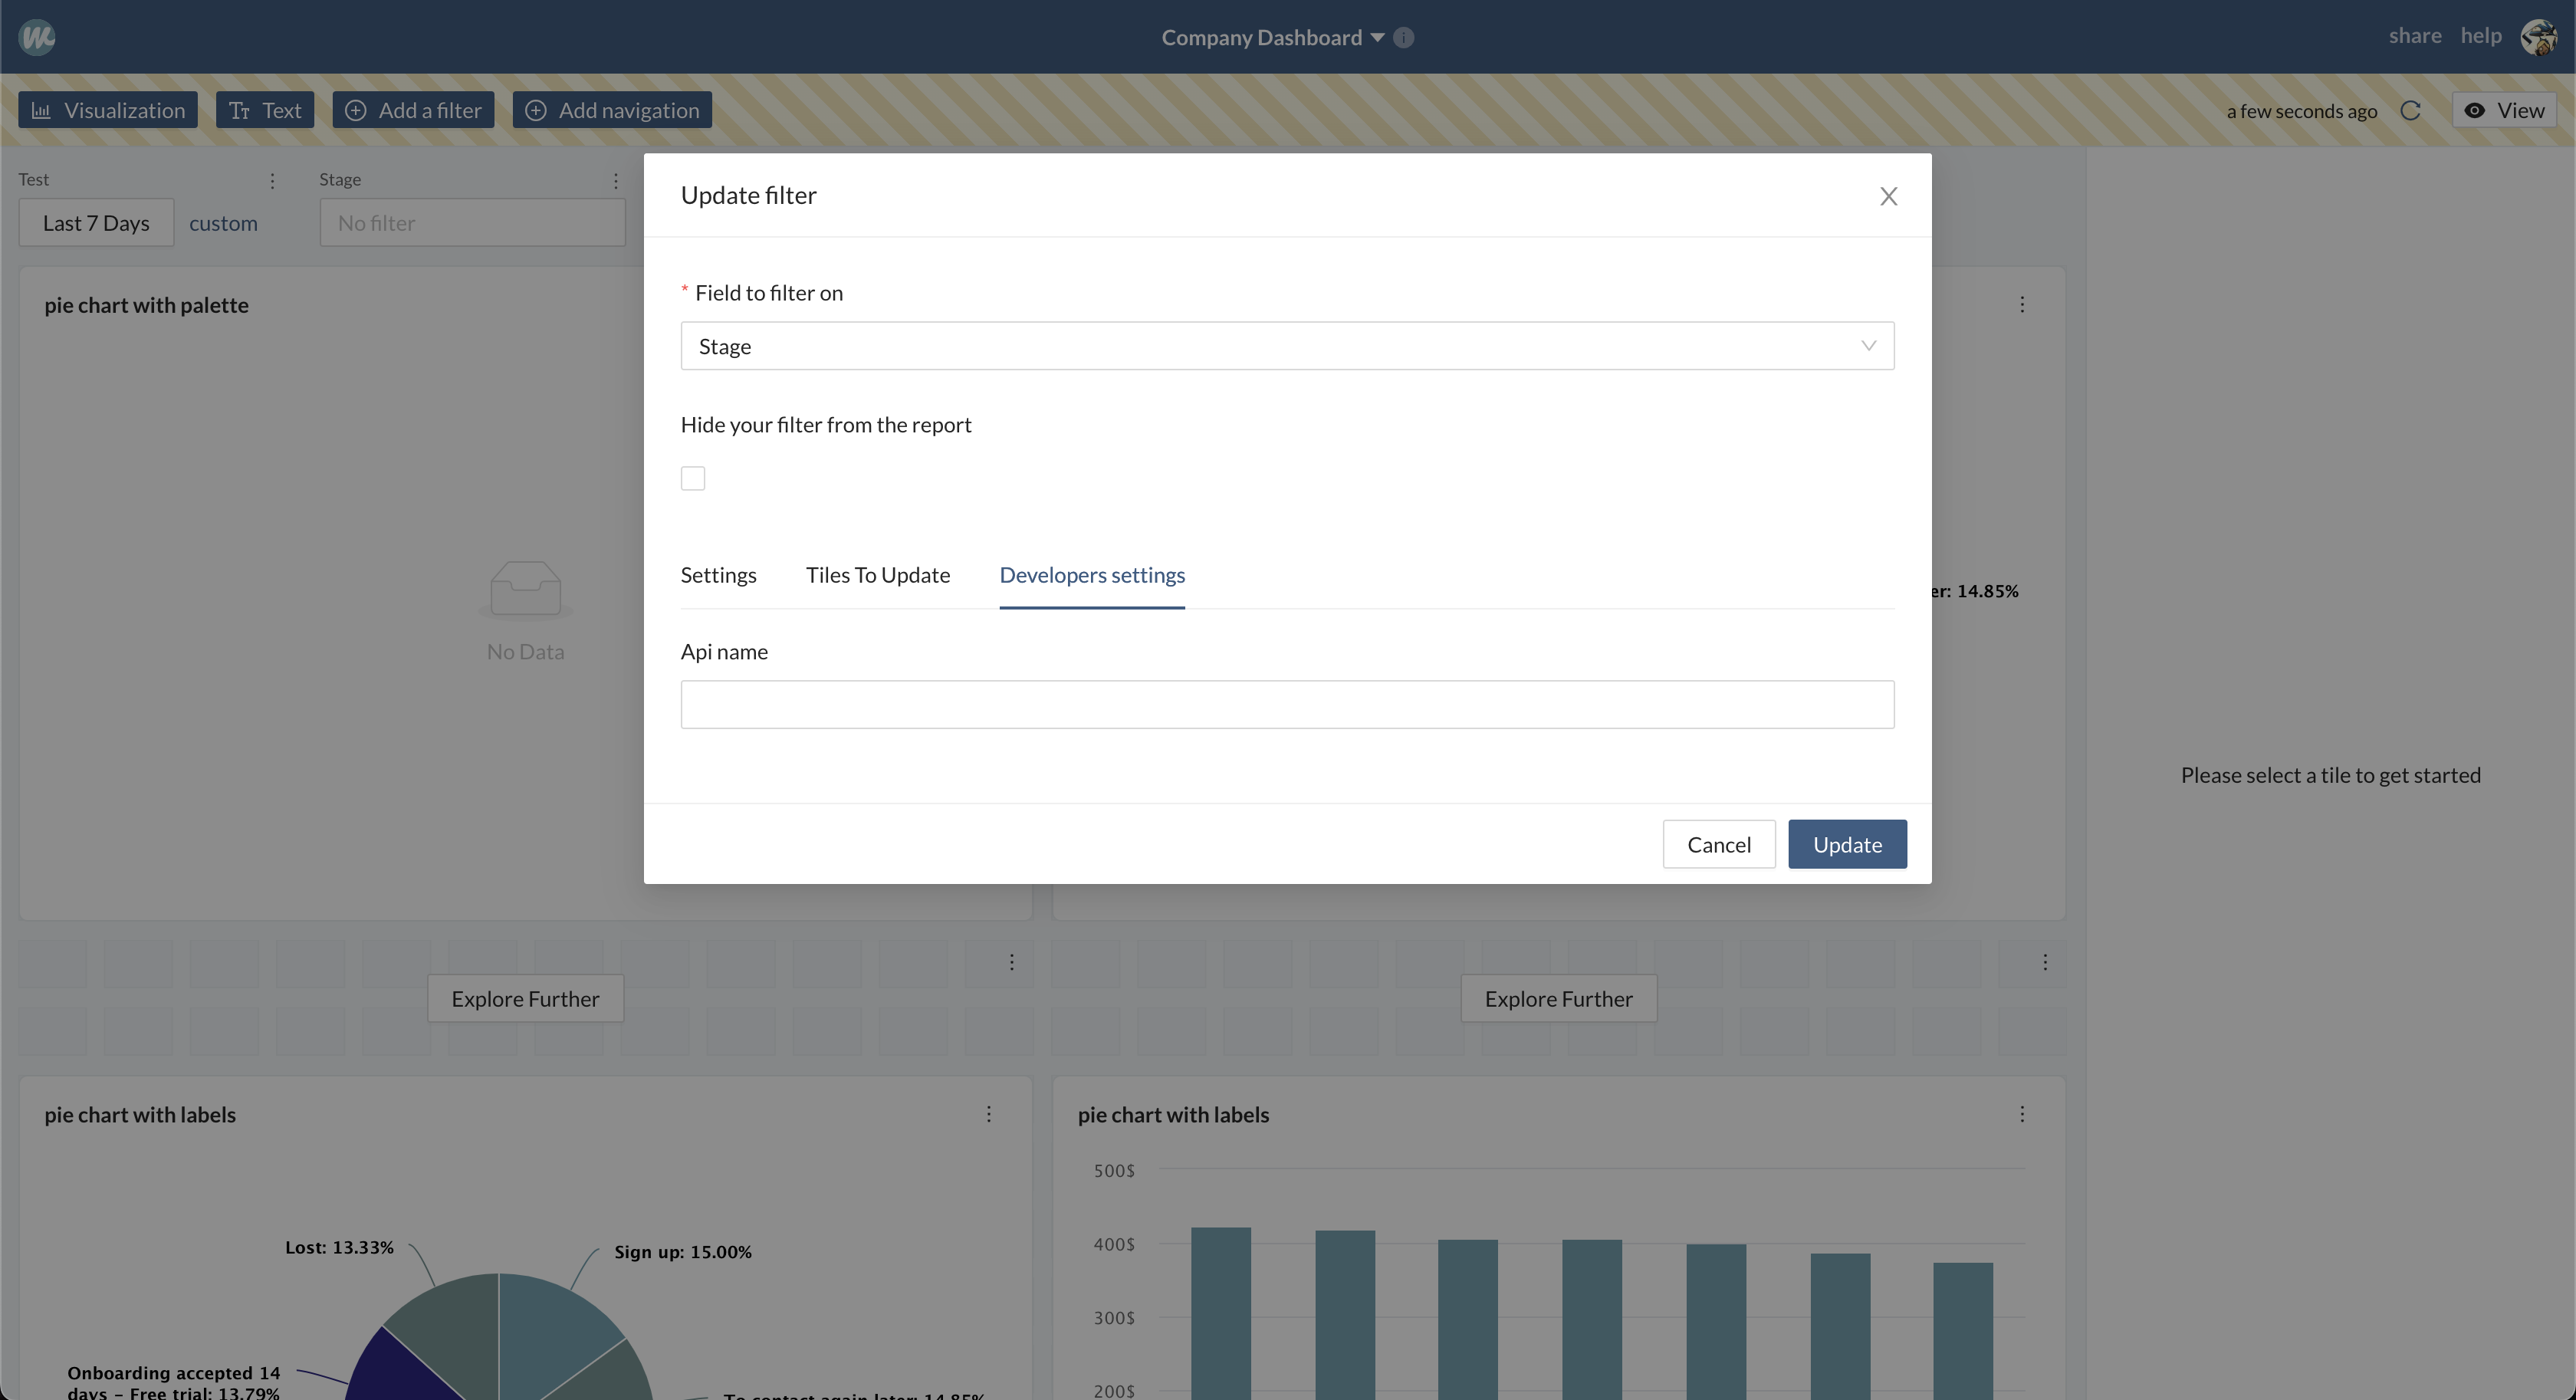 Company Dashboard
share help
Visualization
Text
Add a filter
Add navigation
a few seconds ago
View
Test
Last 7 Days
custom
Stage
No filter
pie chart with palette
No Data
Update filter
* Field to filter on
Stage
Hide your filter from the report
Settings
Tiles To Update
Developers settings
Api name
Cancel
Update
er: 14.85%
Please select a tile to get started
Explore Further
Explore Further
pie chart with labels
Lost: 13.33%
Sign up: 15.00%
Onboarding accepted 14
days – Free trial: 13.79%
To contact again later: 14.85%
pie chart with labels
500$
400$
300$
200$